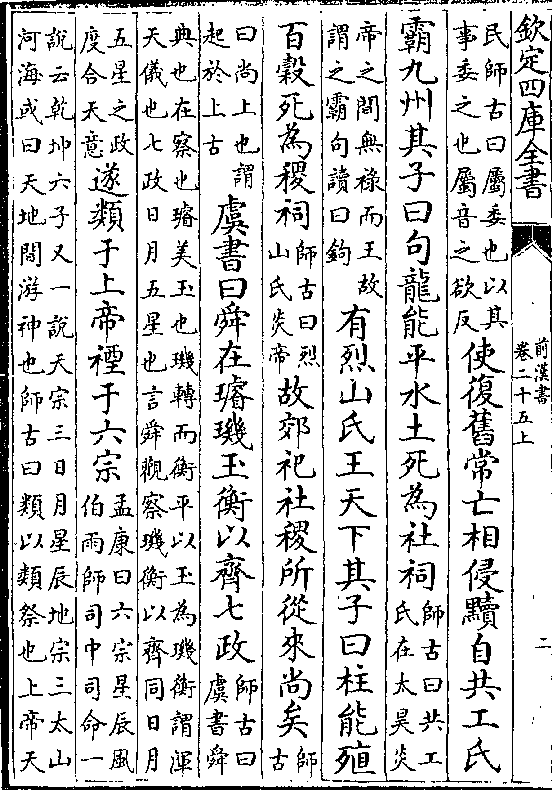 欽定四庫全書
前漢書
卷二十五上
二
民師古曰屬委也以其
事委之也屬音之欲反
使復舊常亡相侵黷自共工氏
霸九州其子曰句龍能平水土死為社祠
師古曰共工
氏在太昊炎
帝之閒無祿而王故
謂之霸句讀曰鉤
有烈山氏王天下其子曰柱能殖
百穀死為稷祠
師古曰烈
山氏炎帝
故郊祀社稷所從來尚矣
師
古
曰尚上也謂
起於上古
虞書曰舜在璿璣玉衡以齊七政
師古曰
虞書舜
典也在察也璿美玉也璣轉而衡平以玉為璣衡謂渾
天儀也七政日月五星也言舜觀察璣衡以齊同日月
五星之政
度合天意
遂類于上帝禋于六宗
孟康曰六宗星辰風
伯雨師司中司命一
說云乾坤六子又一說天宗三日月星辰地宗三太山
河海或曰天地閒游神也師古曰類以類祭也上帝天